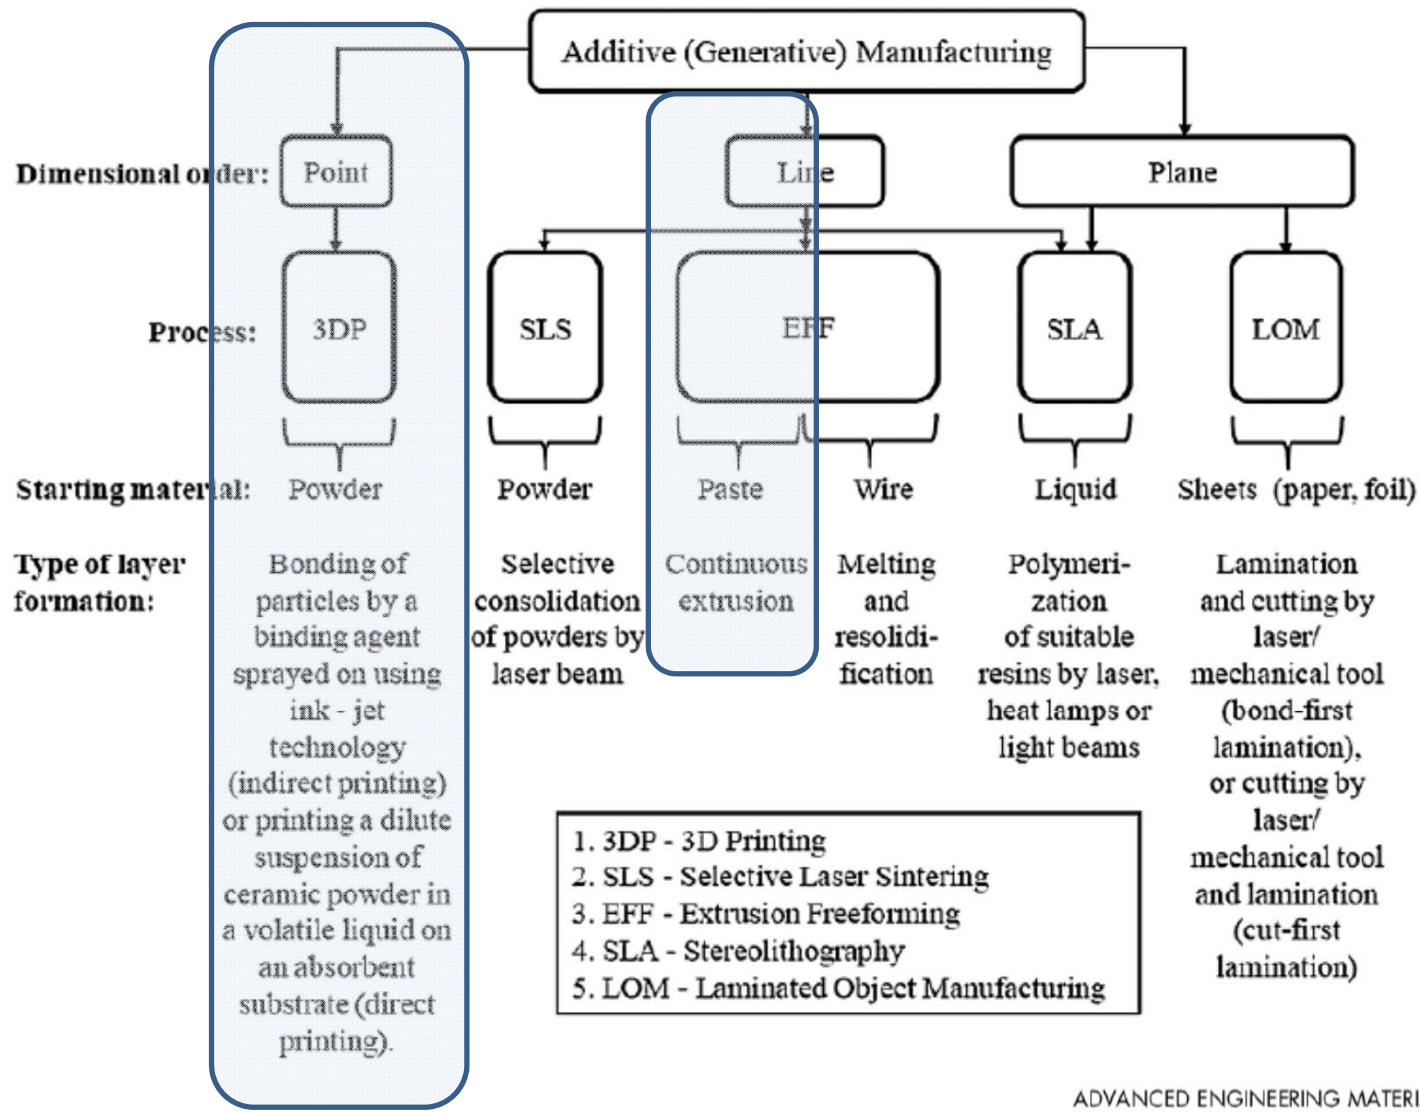 Additive (Generative) Manufacturing
Dimensional order:
Point
Line
Plane
Process:
3DP
SLS
EFF
SLA
LOM
Starting material:
Powder
Powder
Paste
Wire
Liquid
Sheets (paper, foil)
Type of layer
formation:
Bonding of
particles by a
binding agent
sprayed on using
ink - jet
technology
(indirect printing)
or printing a dilute
suspension of
ceramic powder in
a volatile liquid on
an absorbent
substrate (direct
printing).
Selective
consolidation
of powders by
laser beam
Continuous
extrusion
Melting
and
resolidi-
fication
Polymeri-
zation
of suitable
resins by laser,
heat lamps or
light beams
Lamination
and cutting by
laser/
mechanical tool
(bond-first
lamination),
or cutting by
laser/
mechanical tool
and lamination
(cut-first
lamination)
1. 3DP - 3D Printing
2. SLS - Selective Laser Sintering
3. EFF - Extrusion Freeforming
4. SLA - Stereolithography
5. LOM - Laminated Object Manufacturing
ADVANCED ENGINEERING MATERI